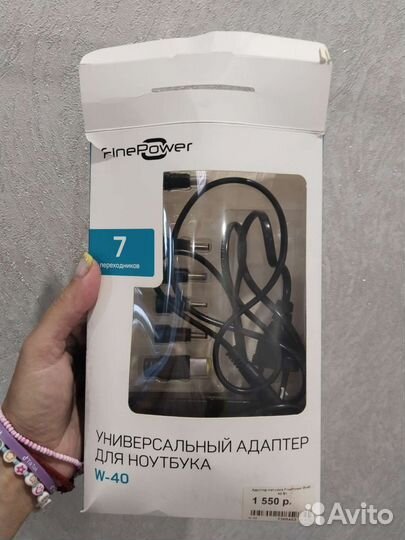 FinePower
7
переходников
УНИВЕРСАЛЬНЫЙ АДАПТЕР
ДЛЯ НОУТБУКА
W-40
1 550 р.
Avito